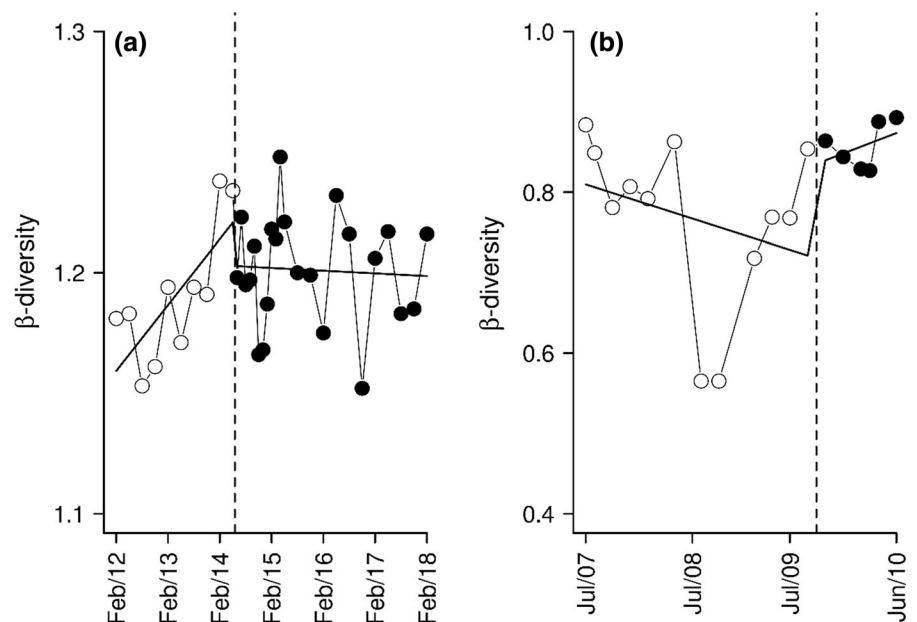 (a)
β-diversity
1.3
1.2
1.1
Feb/12
Feb/13
Feb/14
Feb/15
Feb/16
Feb/17
Feb/18
(b)
β-diversity
1.0
0.8
0.6
0.4
Jul/07
Jul/08
Jul/09
Jun/10